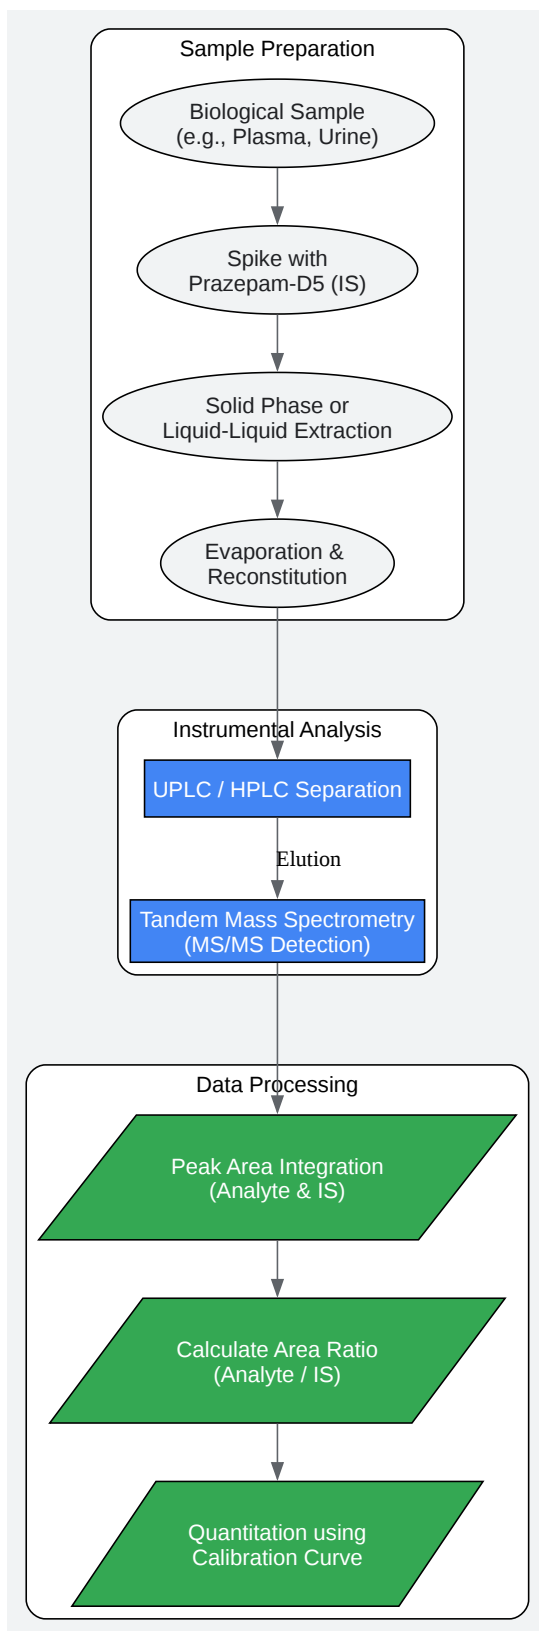 Sample Preparation
Biological Sample
(e.g., Plasma, Urine)
Spike with
Prazepam-D5 (IS)
Solid Phase or
Liquid-Liquid Extraction
Evaporation &
Reconstitution
Instrumental Analysis
UPLC / HPLC Separation
Elution
Tandem Mass Spectrometry
(MS/MS Detection)
Data Processing
Peak Area Integration
(Analyte & IS)
Calculate Area Ratio
(Analyte / IS)
Quantitation using
Calibration Curve